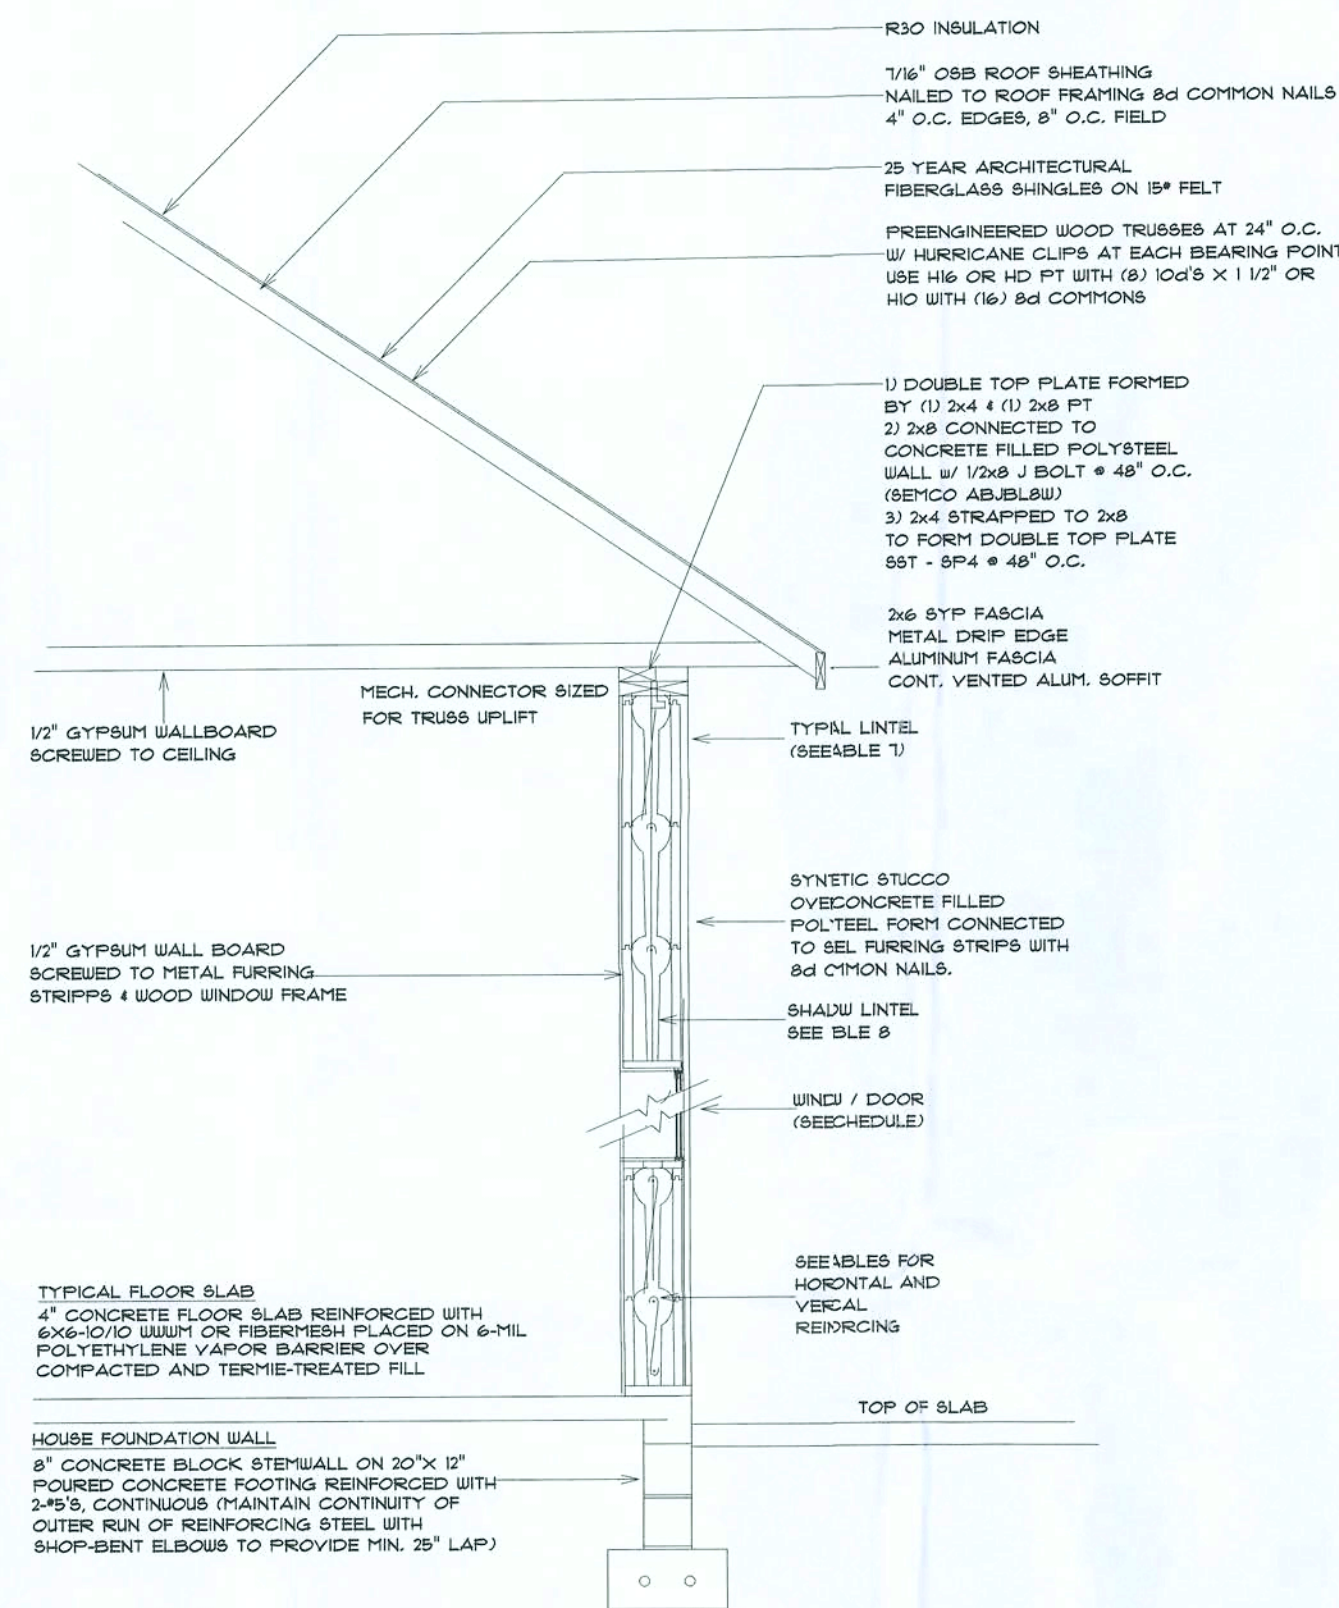 R30 INSULATION
7/16" OSB ROOF SHEATHING
NAILED TO ROOF FRAMING 8d COMMON NAILS
4" O.C. EDGES, 8" O.C. FIELD
25 YEAR ARCHITECTURAL
FIBERGLASS SHINGLES ON 15# FELT
PREENGINEERED WOOD TRUSSES AT 24" O.C.
W/ HURRICANE CLIPS AT EACH BEARING POINT
USE H16 OR HD PT WITH (8) 10d'S X 1 1/2" OR
H10 WITH (16) 8d COMMONS
1) DOUBLE TOP PLATE FORMED
BY (1) 2x4 & (1) 2x8 PT
2) 2x8 CONNECTED TO
CONCRETE FILLED POLYSTEEL
WALL w/ 1/2x8 J BOLT @ 48" O.C.
(SEMCO ABJBL8W)
3) 2x4 STRAPPED TO 2x8
TO FORM DOUBLE TOP PLATE
SST - SP4 @ 48" O.C.
2x6 SYP FASCIA
METAL DRIP EDGE
ALUMINUM FASCIA
CONT. VENTED ALUM. SOFFIT
MECH. CONNECTOR SIZED
FOR TRUSS UPLIFT
1/2" GYPSUM WALLBOARD
SCREWED TO CEILING
TYPIAL LINTEL
(SEEABLE 7)
SYNETIC STUCCO
OVECONCRETE FILLED
POLTEEL FORM CONNECTED
TO SEL FURRING STRIPS WITH
8d CMMON NAILS.
1/2" GYPSUM WALL BOARD
SCREWED TO METAL FURRING
STRIPPS & WOOD WINDOW FRAME
SHADW LINTEL
SEE BLE 8
WINDW / DOOR
(SEECHEDULE)
SEEABLES FOR
HORONTAL AND
VERCAL
REINRCING
TYPICAL FLOOR SLAB
4" CONCRETE FLOOR SLAB REINFORCED WITH
6X6-10/10 WWWM OR FIBERMESH PLACED ON 6-MIL
POLYETHYLENE VAPOR BARRIER OVER
COMPACTED AND TERMIE-TREATED FILL
TOP OF SLAB
HOUSE FOUNDATION WALL
8" CONCRETE BLOCK STEMWALL ON 20"X 12"
POURED CONCRETE FOOTING REINFORCED WITH
2-#5'S, CONTINUOUS (MAINTAIN CONTINUITY OF
OUTER RUN OF REINFORCING STEEL WITH
SHOP-BENT ELBOWS TO PROVIDE MIN. 25" LAP)